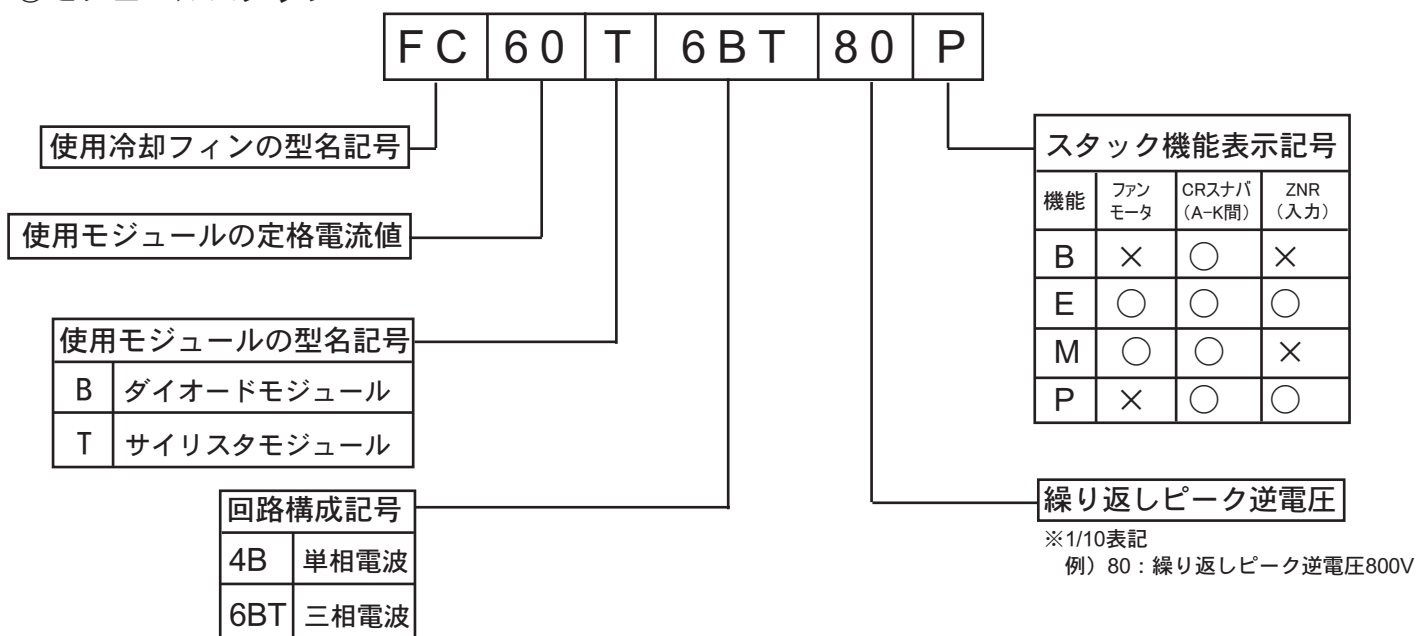 FC 60 T 6BT 80 P
使用冷却フィンの型名記号
使用モジュールの定格電流値
使用モジュールの型名記号
B ダイオードモジュール
T サイリスタモジュール
回路構成記号
4B 単相電波
6BT 三相電波
スタック機能表示記号
機能 ファンモータ CRスナバ(A-K間) ZNR(入力)
B × ○ ×
E ○ ○ ○
M ○ ○ ×
P × ○ ○
繰り返しピーク逆電圧
※1/10表記
例）80：繰り返しピーク逆電圧800V